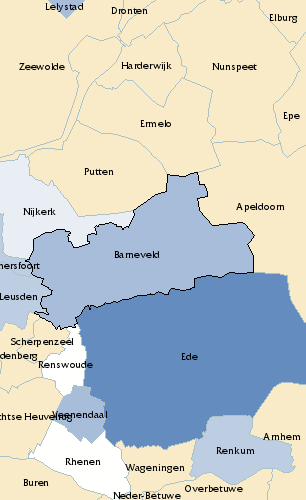 Lelystad
Dronten
Elburg
Zeewolde
Harderwijk
Nunspeet
Epe
Ermelo
Putten
Nijkerk
Apeldoorn
Barneveld
mersfoort
Leusden
Scherpenzeel
denberg
Renswoude
Ede
chtse Heuvelrug
Veenendaal
Arnhem
Renkum
Rhenen
Wageningen
Buren
Overbetuwe
Neder-Betuwe